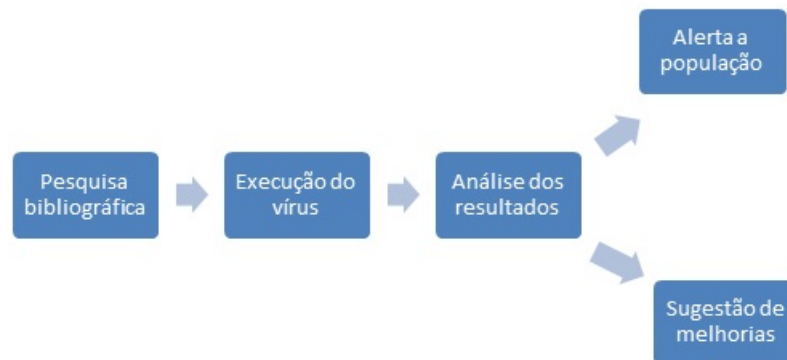 Alerta a
população
Pesquisa
bibliográfica
Execução do
vírus
Análise dos
resultados
Sugestão de
melhorias